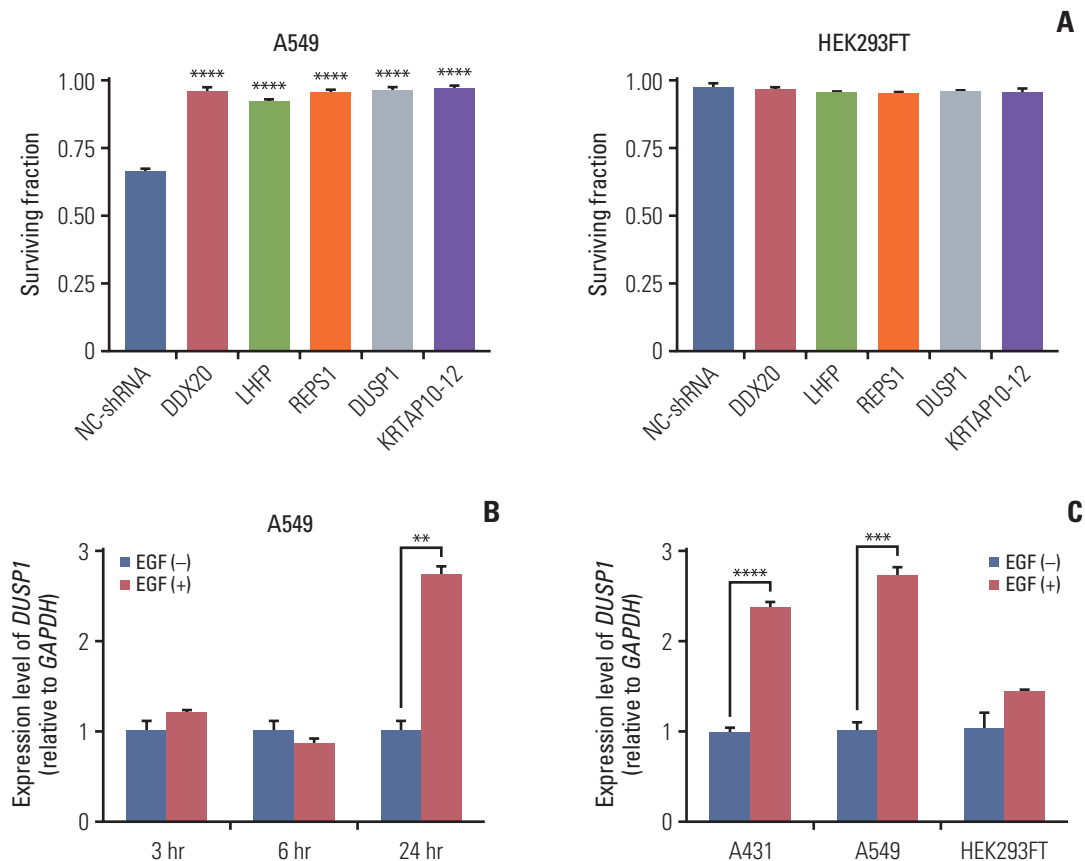 A
A549
Surviving fraction
1.00
0.75
0.50
0.25
0
**** **** **** **** ****
NC-shRNA DDX20 LHFP REPS1 DUSP1 KRTAP10-12
HEK293FT
Surviving fraction
1.00
0.75
0.50
0.25
0
NC-shRNA DDX20 LHFP REPS1 DUSP1 KRTAP10-12
B
A549
Expression level of DUSP1
(relative to GAPDH)
3
2
1
0
EGF (–)
EGF (+)
**
3 hr 6 hr 24 hr
C
Expression level of DUSP1
(relative to GAPDH)
3
2
1
0
**** ***
EGF (–)
EGF (+)
A431 A549 HEK293FT